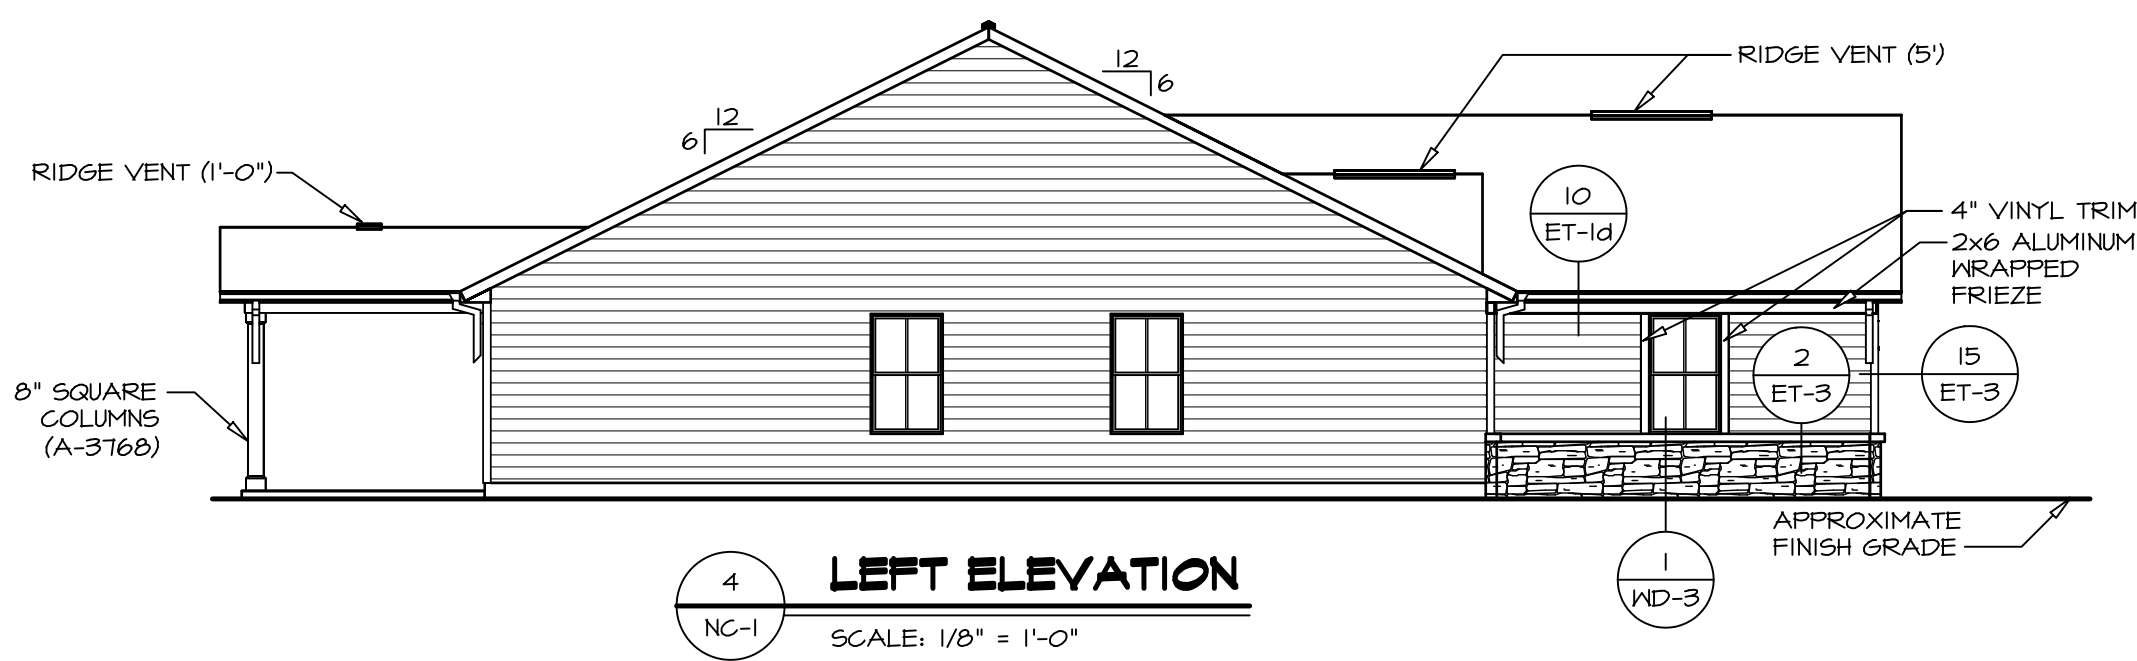 RIDGE VENT (5')
12
6
12
6
RIDGE VENT (1'-0")
10
ET-1d
4" VINYL TRIM
2x6 ALUMINUM
WRAPPED
FRIEZE
2
ET-3
15
ET-3
8" SQUARE
COLUMNS
(A-3768)
APPROXIMATE
FINISH GRADE
1
WD-3
4
NC-1
LEFT ELEVATION
SCALE: 1/8" = 1'-0"